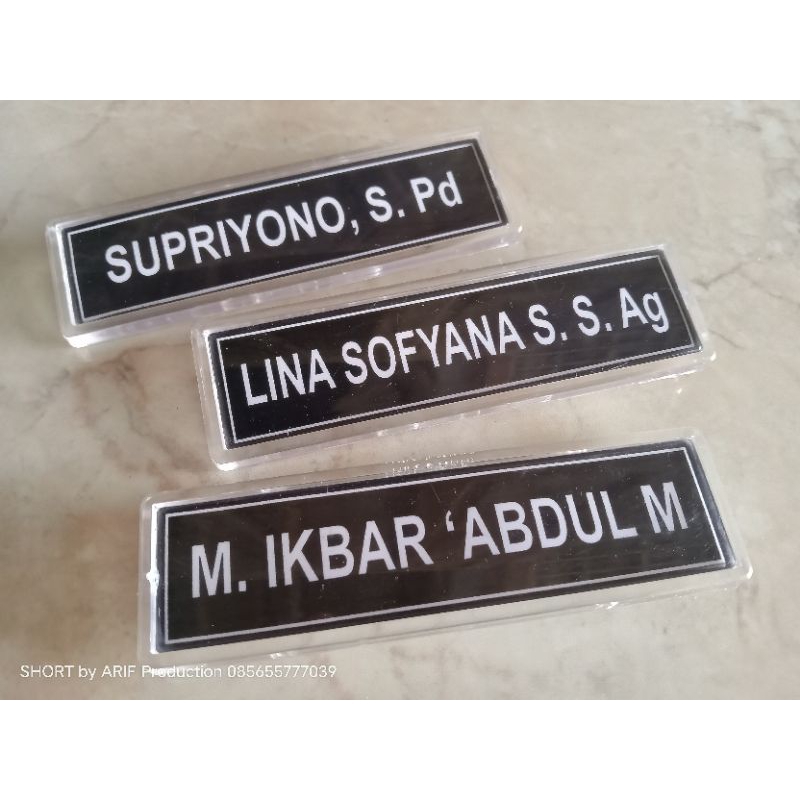 SUPRIYONO, S. Pd
LINA SOFYANA S. S. Ag
M. IKBAR ‘ABDUL M
SHORT by ARIF Production 085655777039